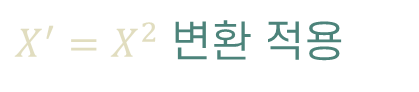 X′ = X² 변환 적용